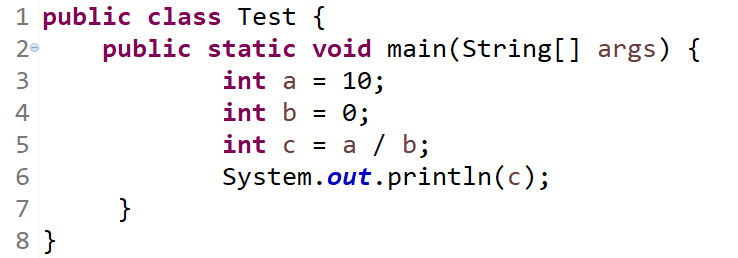 1 public class Test {
2 public static void main(String[] args) {
3 int a = 10;
4 int b = 0;
5 int c = a / b;
6 System.out.println(c);
7 }
8 }